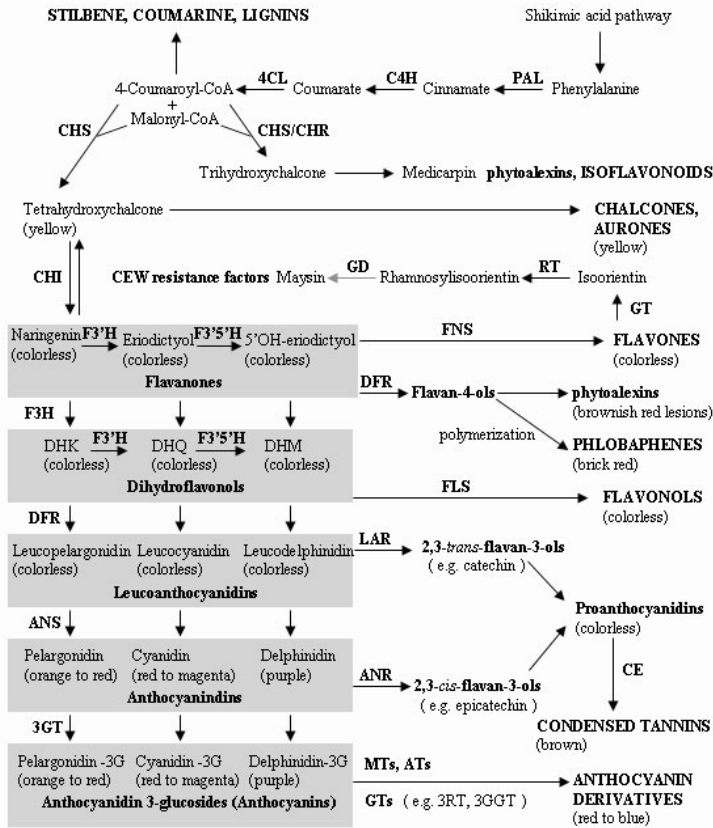 STILBENE, COUMARINE, LIGNINS
Shikimic acid pathway
4-Coumaroyl-CoA 4CL Coumarate C4H Cinnamate PAL Phenylalanine
+
Malonyl-CoA
CHS
CHS/CHR
Trihydroxychalcone Medicarpin phytoalexins, ISOFLAVONOIDS
Tetrahydroxychalcone
(yellow)
CHALCONES,
AURONES
(yellow)
CHI
CEW resistance factors Maysin GD Rhamnosylisoorientin RT Isoorientin
GT
Naringenin F3'H Eriodictyol F3'5'H 5'OH-eriodictyol
(colorless) (colorless) (colorless)
Flavanones
FNS
FLAVONES
(colorless)
DFR Flavan-4-ols phytoalexins
(brownish red lesions)
polymerization
PHLOBAPHENES
(brick red)
F3H
DHK F3'H DHQ F3'5'H DHM
(colorless) (colorless) (colorless)
Dihydroflavonols
FLS
FLAVONOLS
(colorless)
DFR
Leucopelargonidin Leucocyanidin Leucodelphinidin
(colorless) (colorless) (colorless)
Leucoanthocyanidins
LAR 2,3-trans-flavan-3-ols
( e.g. catechin )
Proanthocyanidins
(colorless)
ANS
Pelargonidin Cyanidin Delphinidin
(orange to red) (red to magenta) (purple)
Anthocyanindins
ANR 2,3-cis-flavan-3-ols
( e.g. epicatechin )
CE
CONDENSED TANNINS
(brown)
3GT
Pelargonidin -3G Cyanidin -3G Delphinidin-3G
(orange to red) (red to magenta) (purple)
Anthocyanidin 3-glucosides (Anthocyanins)
MTs, ATs
GTs ( e.g. 3RT, 3GGT )
ANTHOCYANIN
DERIVATIVES
(red to blue)